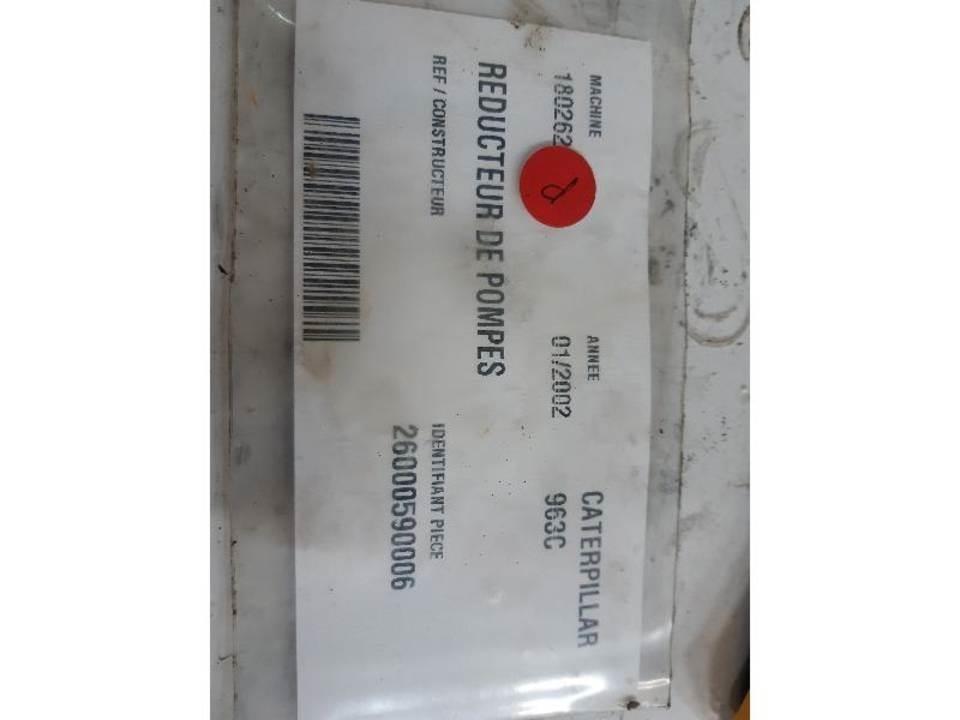 MACHINE ANNEE CATERPILLAR
180262 01/2002 963C
REDUCTEUR DE POMPES
REF / CONSTRUCTEUR IDENTIFIANT PIECE
26000590006